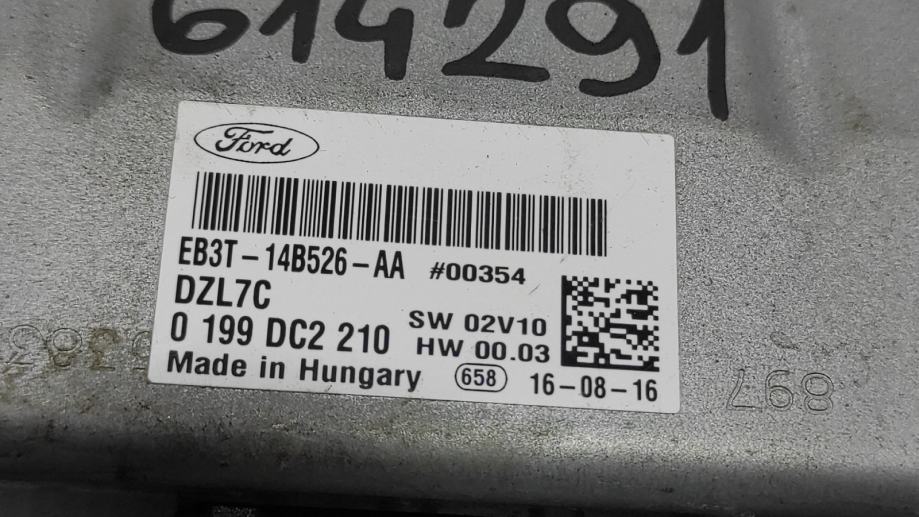 614291
Ford
EB3T-14B526-AA #00354
DZL7C
0 199 DC2 210 SW 02V10
HW 00.03
Made in Hungary 658 16-08-16
897